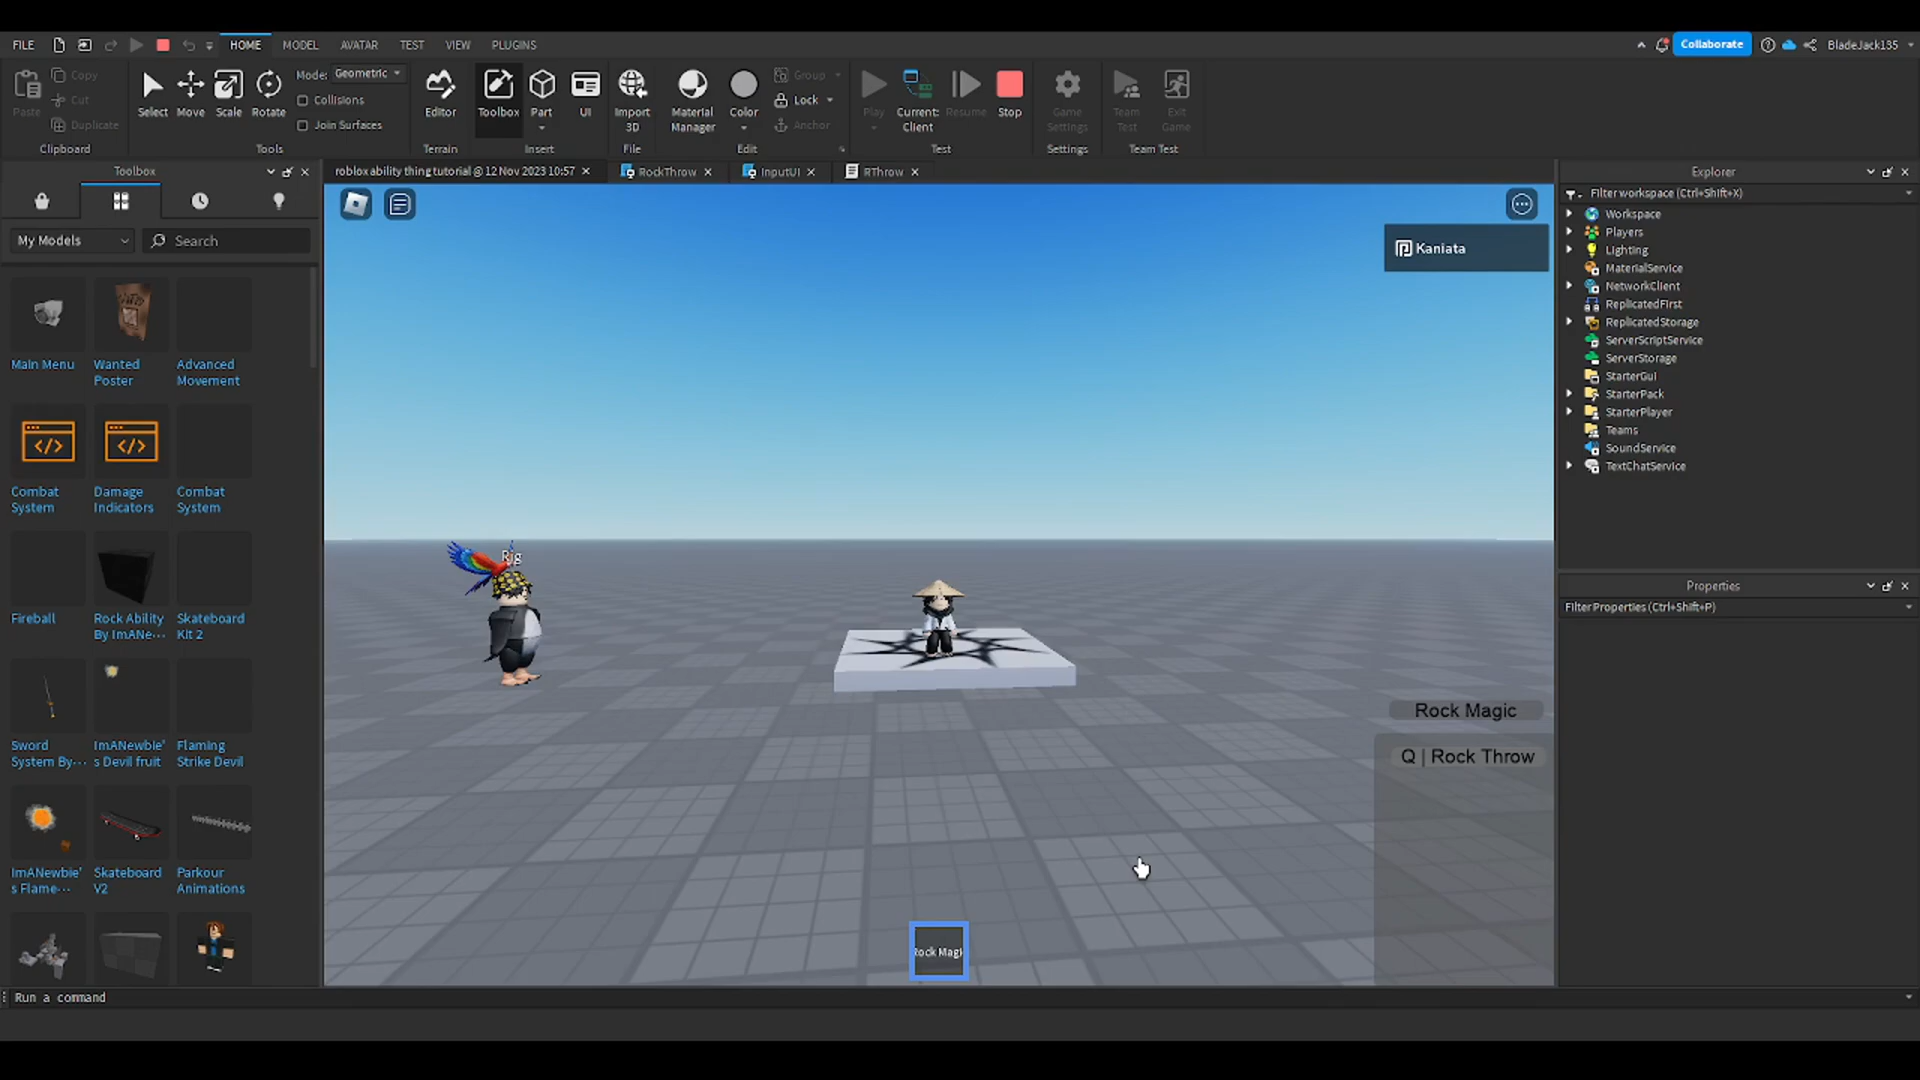 FILE HOME MODEL AVATAR TEST VIEW PLUGINS Collaborate BladeJack135
Paste Copy Cut Duplicate Clipboard
Select Move Scale Rotate Mode: Geometric Collisions Join Surfaces Tools
Editor Terrain
Toolbox Part UI Insert
Import 3D File
Material Manager Color Group Lock Anchor Edit
Play Current: Client Resume Stop Test
Game Settings Settings
Team Test Exit Game Team Test
Toolbox
My Models Search
Main Menu
Wanted Poster
Advanced Movement
Combat System
Damage Indicators
Combat System
Fireball
Rock Ability By ImANe···
Skateboard Kit 2
Sword System By···
ImANewbie's Devil fruit
Flaming Strike Devil
ImANewbie's Flame···
Skateboard V2
Parkour Animations
roblox ability thing tutorial @ 12 Nov 2023 10:57 RockThrow InputUI RThrow
Kaniata
Rig
Rock Magic
Q | Rock Throw
Rock Magi
Explorer
Filter workspace (Ctrl+Shift+X)
Workspace
Players
Lighting
MaterialService
NetworkClient
ReplicatedFirst
ReplicatedStorage
ServerScriptService
ServerStorage
StarterGui
StarterPack
StarterPlayer
Teams
SoundService
TextChatService
Properties
Filter Properties (Ctrl+Shift+P)
Run a command